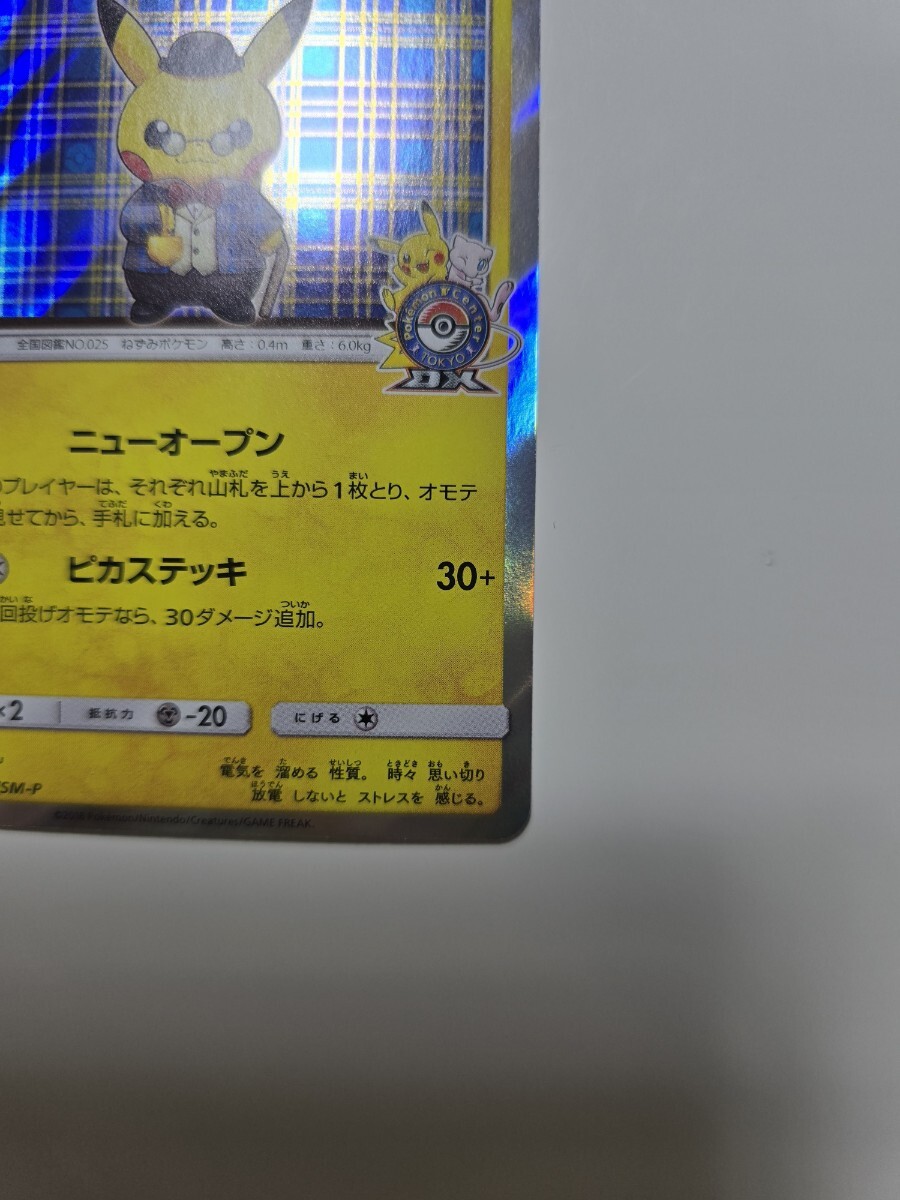 Pokémon Center
TOKYO
DX
全国図鑑NO.025 ねずみポケモン 高さ:0.4m 重さ:6.0kg
ニューオープン
プレイヤーは、それぞれ山札を上から1枚とり、オモテ
見せてから、手札に加える。
ピカステッキ 30+
回投げオモテなら、30ダメージ追加。
×2 抵抗力 -20 にげる
電気を 溜める 性質。 時々 思い切り
SM-P 放電 しないと ストレスを 感じる。
Pokémon/Nintendo/Creatures/GAME FREAK.